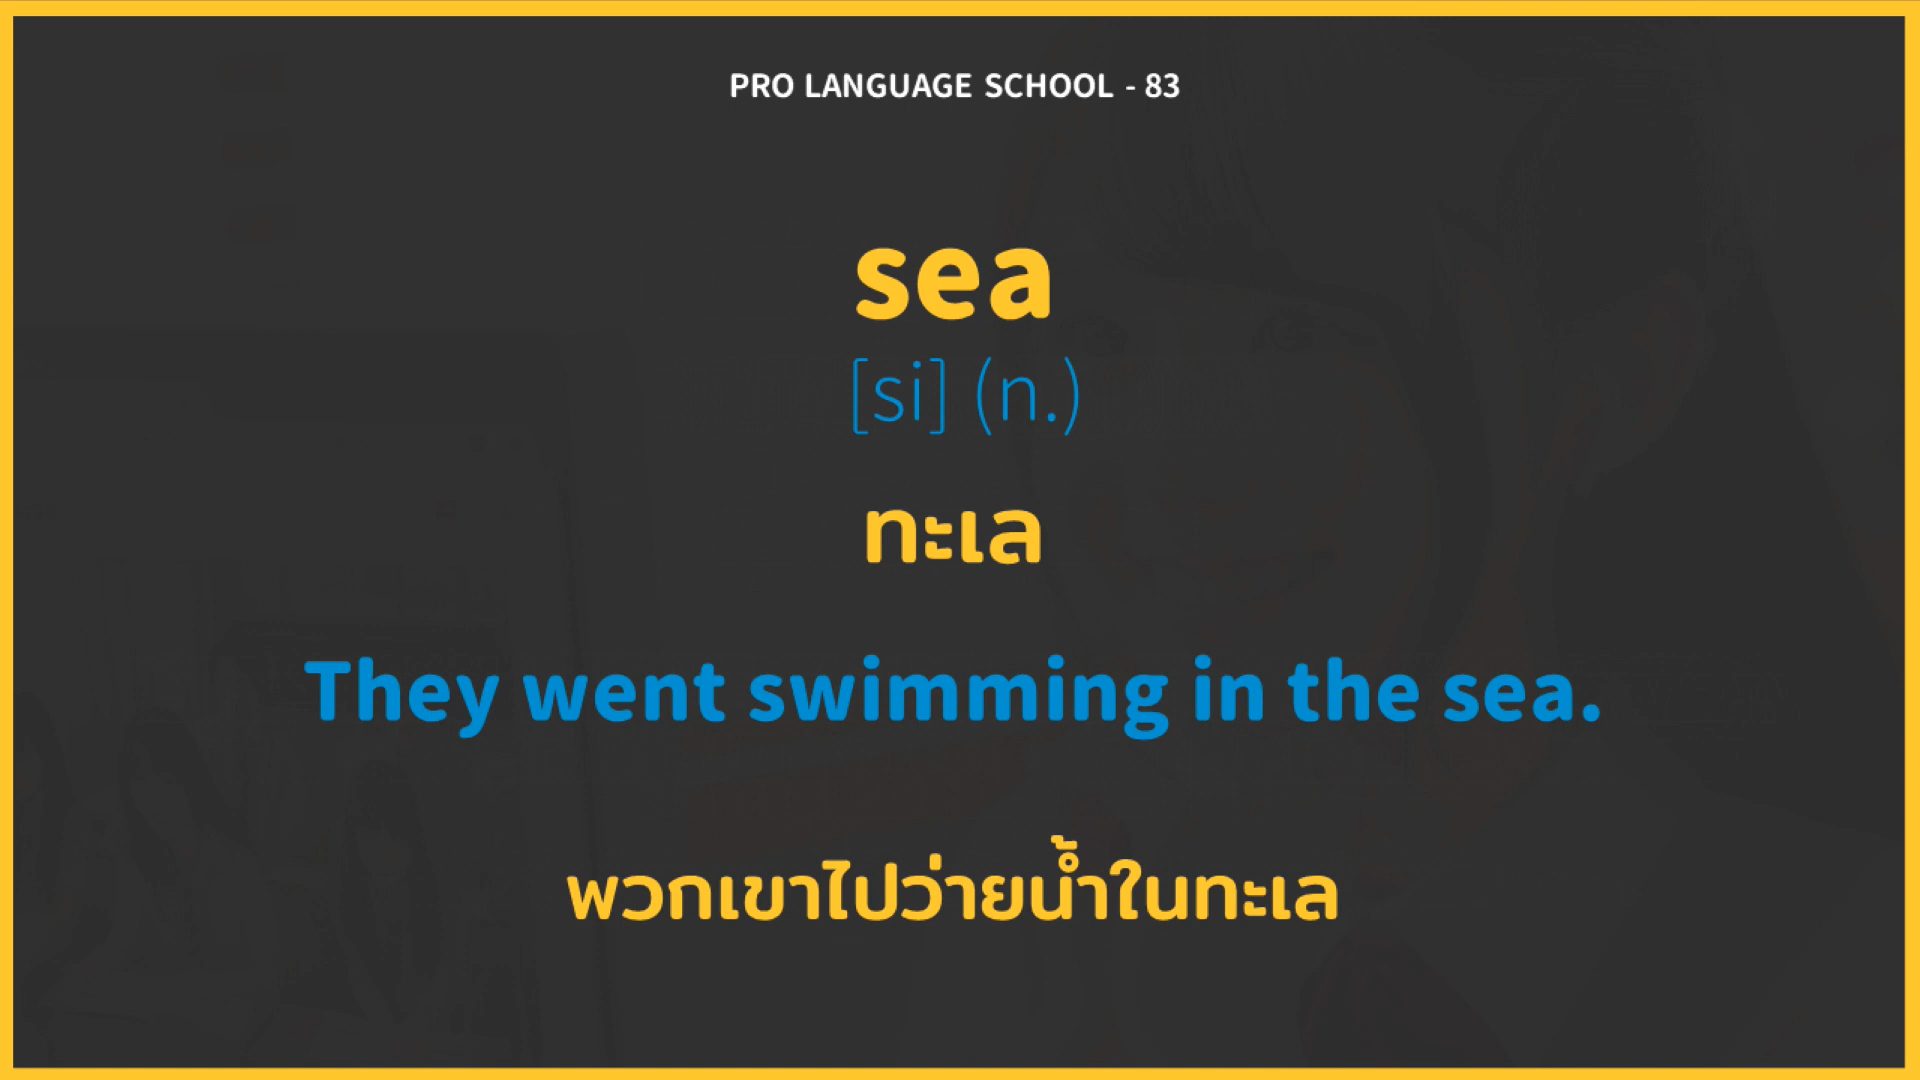 PRO LANGUAGE SCHOOL - 83
sea
[si] (n.)
ทะเล
They went swimming in the sea.
พวกเขาไปว่ายน้ำในทะเล